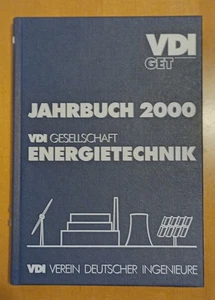 VDI
GET
JAHRBUCH 2000
VDI GESELLSCHAFT
ENERGIETECHNIK
VDI VEREIN DEUTSCHER INGENIEURE